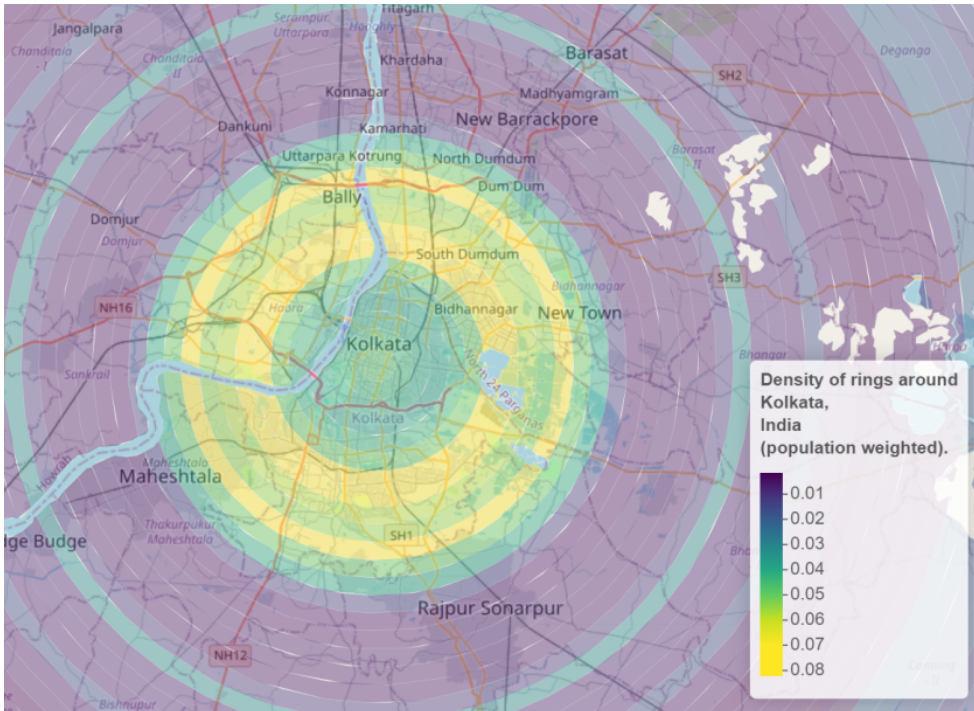 Titagarh
Serampur
Uttarpara
Hooghly
Jangalpara
Chanditala
- I
Chanditala
II
Khardaha
Barasat
Deganga
SH2
Konnagar
Madhyamgram
New Barrackpore
Dankuni
Kamarhati
Uttarpara Kotrung
North Dumdum
Barasat
- II
Bally
Dum Dum
Domjur
Domjur
South Dumdum
SH3
Bidhannagar
NH16
Haora
Bidhannagar
New Town
Kolkata
Sankrail
North 24 Parganas
Bhangar
Kolkata
Howrah
Maheshtala
Maheshtala
Thakurpukur
Maheshtala
SH1
Rajpur Sonarpur
NH12
Bishnupur
Canning
- II
Density of rings around
Kolkata,
India
(population weighted).
0.01
0.02
0.03
0.04
0.05
0.06
0.07
0.08